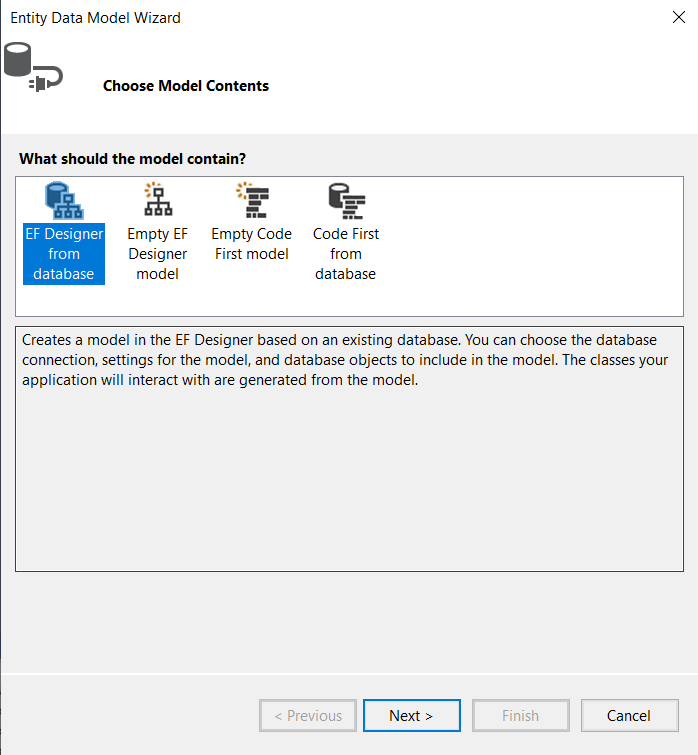 Entity Data Model Wizard
Choose Model Contents
What should the model contain?
EF Designer
from
database
Empty EF
Designer
model
Empty Code
First model
Code First
from
database
Creates a model in the EF Designer based on an existing database. You can choose the database
connection, settings for the model, and database objects to include in the model. The classes your
application will interact with are generated from the model.
< Previous
Next >
Finish
Cancel